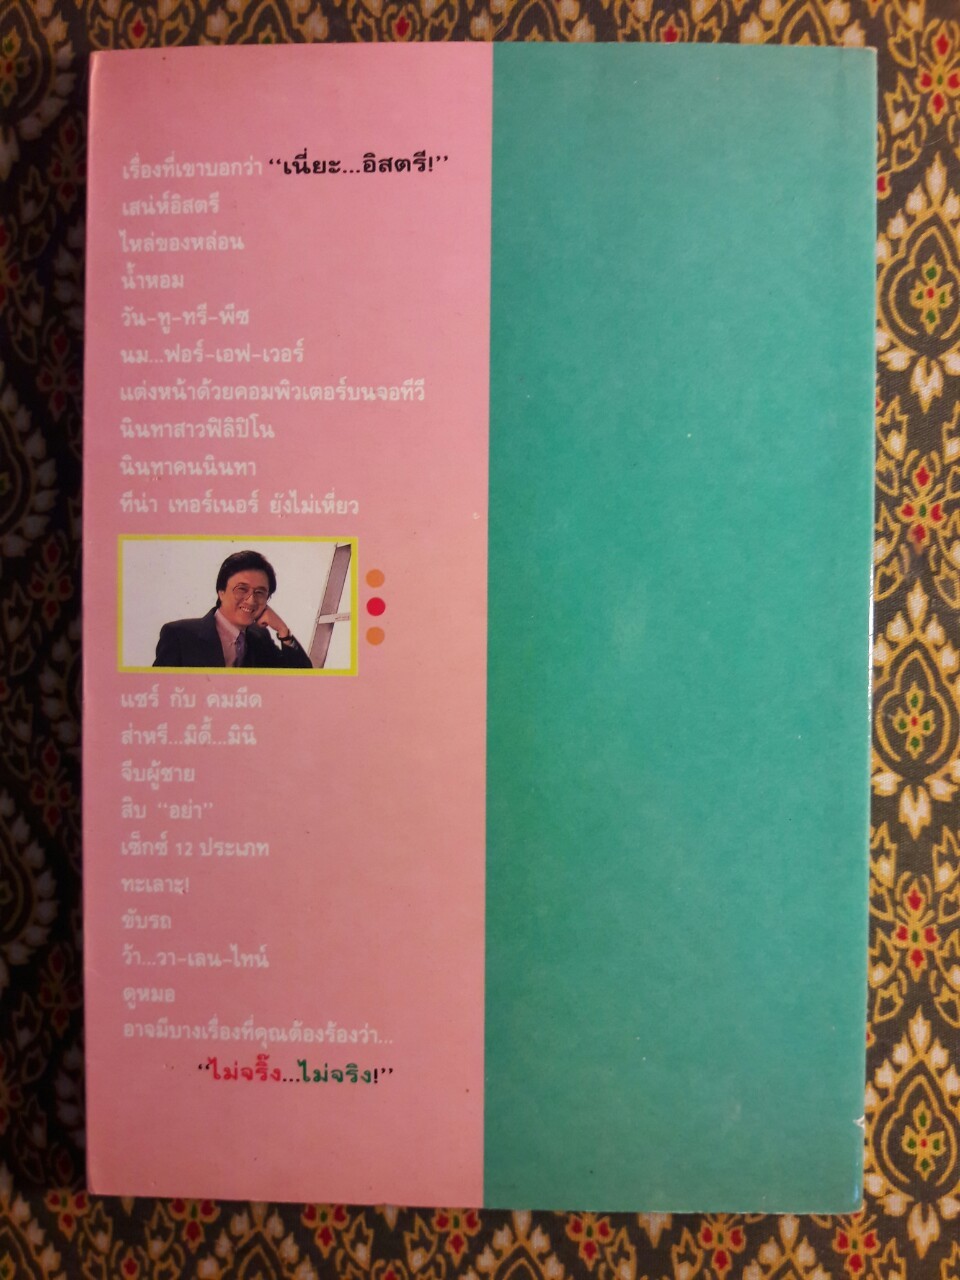 เรื่องที่เขาบอกว่า “เนี่ยะ...อิสตรี!”
เสน่ห์อิสตรี
ไหล่ของหล่อน
น้ำหอม
วัน-ทู-ทรี-พีซ
นม...ฟอร์-เอฟ-เวอร์
แต่งหน้าด้วยคอมพิวเตอร์บนจอทีวี
นินทาสาวฟิลิปิโน
นินทาคนนินทา
ทีน่า เทอร์เนอร์ ยังไม่เหี่ยว
แชร์ กับ คมมีด
ส่าหรี...มิดี้...มินิ
จีบผู้ชาย
สิบ “อย่า”
เซ็กซ์ 12 ประเภท
ทะเลาะ!
ขับรถ
ว้า...วา-เลน-ไทน์
ดูหมอ
อาจมีบางเรื่องที่คุณต้องร้องว่า...
“ไม่จริ๊ง...ไม่จริง!”